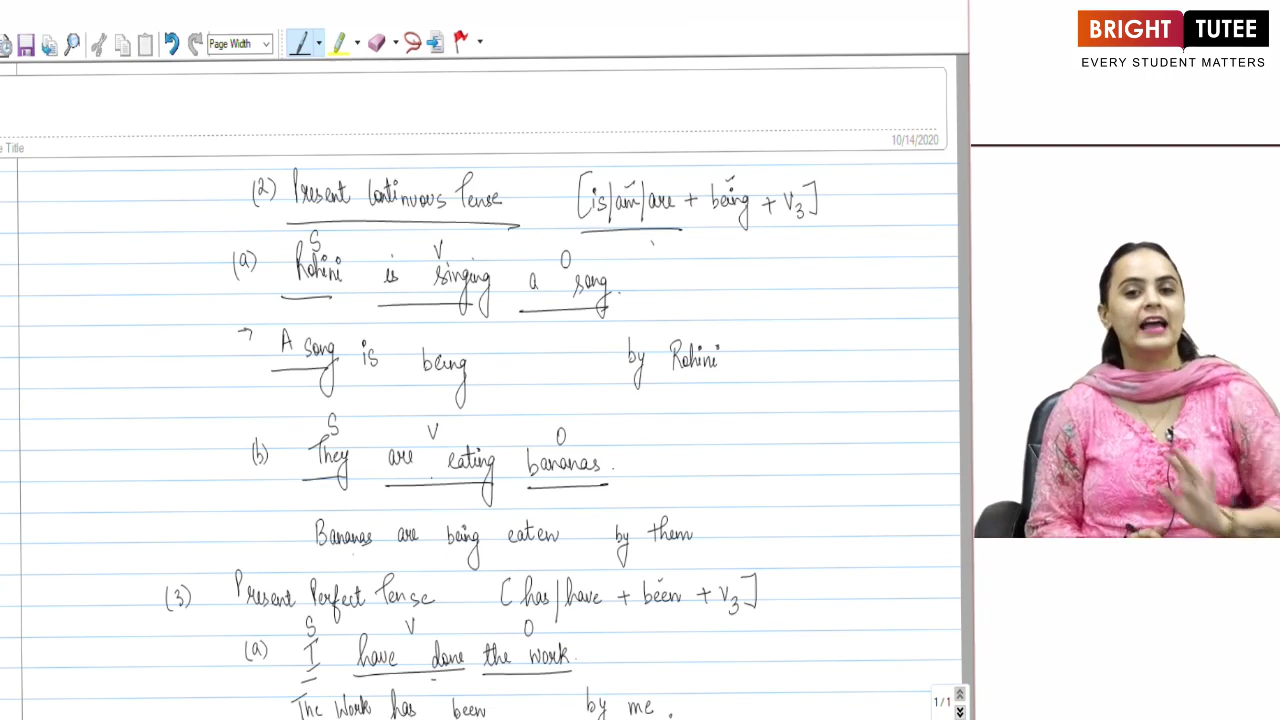 BRIGHT TUTEE
EVERY STUDENT MATTERS
Page Width
10/14/2020
e Title
(2) Present Continuous Tense [is/am/are + being + V3]
S V O
(a) Rohini is singing a song.
→ A song is being by Rohini
S V O
(b) They are eating bananas.
Bananas are being eaten by them
(3) Present Perfect Tense [has/have + been + V3]
S V O
(a) I have done the work.
The Work has been by me.
1/1